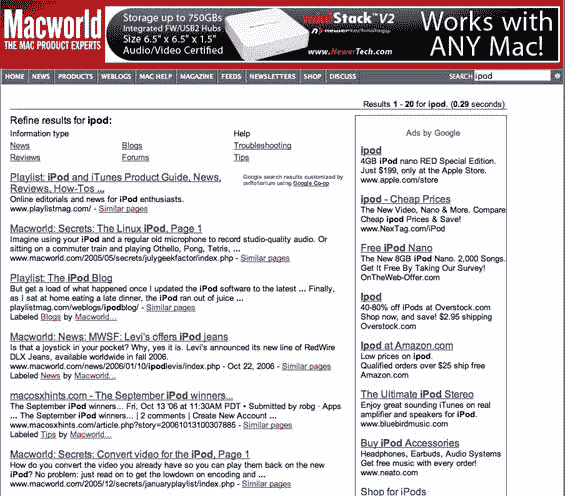 Macworld
THE MAC PRODUCT EXPERTS
Storage up to 750GBs
Integrated FW/USB2 Hubs
Size 6.5" x 6.5" x 1.5"
Audio/Video Certified
Stack™ V2
newertechnology
www.NewerTech.com
Works with
ANY Mac!
HOME NEWS PRODUCTS WEBLOGS MAC HELP MAGAZINE FEEDS NEWSLETTERS SHOP DISCUSS SEARCH ipod
Results 1 - 20 for ipod. (0.29 seconds)
Refine results for ipod:
Information type Help
News Blogs Troubleshooting
Reviews Forums Tips
Playlist: iPod and iTunes Product Guide, News,
Reviews, How-Tos ...
Online editorials and news for iPod enthusiasts.
www.playlistmag.com/ - Similar pages
Google search results customized by
using Google Co-op
Macworld: Secrets: The Linux iPod, Page 1
Imagine using your iPod and a regular old microphone to record studio-quality audio. Or
sitting on a commuter train and playing Othello, Pong, Tetris, ...
www.macworld.com/2005/05/secrets/julygeekfactor/index.php - Similar pages
Playlist: The iPod Blog
But get a load of what happened once I updated the iPod software to the latest ... Finally,
as i sat at home eating a late dinner, the iPod ran out of juice ...
playlistmag.com/weblogs/ipodblog/ - Similar pages
Labeled Blogs by Macworld...
Macworld: News: MWSF: Levi's offers iPod jeans
Is that a joystick in your pocket? Why, yes it is. Levi's announced its new line of RedWire
DLX Jeans, available worldwide in fall 2006.
www.macworld.com/news/2006/01/10/ipodlevis/index.php - Oct 22, 2006 - Similar pages
Labeled News by Macworld...
macosxhints.com - The September iPod winners...
The September iPod winners... Fri, Oct 13 '06 at 11:30AM PDT • Submitted by robg · Apps
... The September iPod winners... | 2 comments | Create New Account ...
www.macosxhints.com/article.php?story=20061013100307885 - Similar pages
Labeled Tips by Macworld...
Macworld: Secrets: Convert video for the iPod, Page 1
How do you convert the video you already have so you can play them back on the new
iPod? No problem: just read on to get the lowdown on encoding and ...
www.macworld.com/2005/12/secrets/januaryplaylist/index.php - Similar pages
Ads by Google
ipod
4GB iPod nano RED Special Edition.
Just $199, only at the Apple Store.
www.apple.com/store
ipod - Cheap Prices
The New Video, Nano & More. Compare
Cheap ipod Prices & Save!
www.NexTag.com/iPod
Free iPod Nano
The New 8GB iPod Nano. 2,000 Songs.
Get It Free By Taking Our Survey!
OnTheWeb-Offer.com
Ipod
40-80% off iPods at Overstock.com
Shop now, and save! $2.95 shipping
Overstock.com
Ipod at Amazon.com
Low prices on ipod.
Qualified orders over $25 ship free
Amazon.com
The Ultimate iPod Stereo
Enjoy great sounding iTunes on real
amplifier and speakers for iPod.
www.bluebirdmusic.com
Buy iPod Accessories
Headphones, Earbuds, Audio Systems
Get free music with every order!
www.neato.com
Shop for iPods